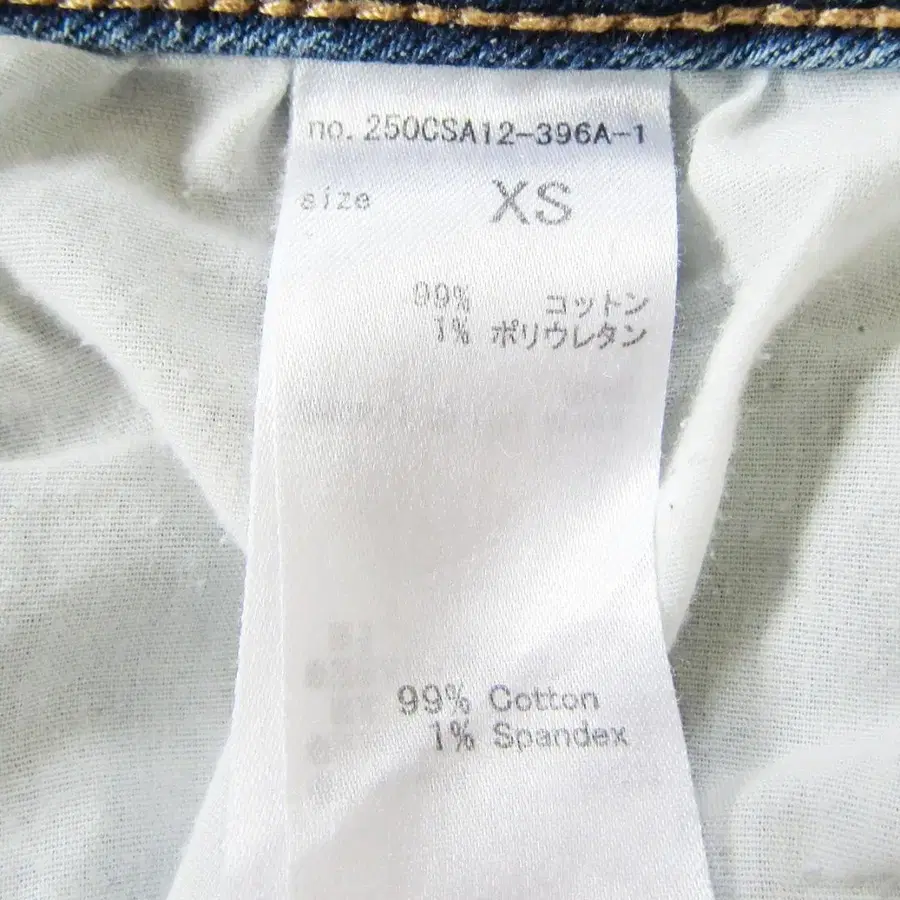 no.250CSA12-396A-1
size XS
99% コットン
1% ポリウレタン
99% Cotton
1% Spandex